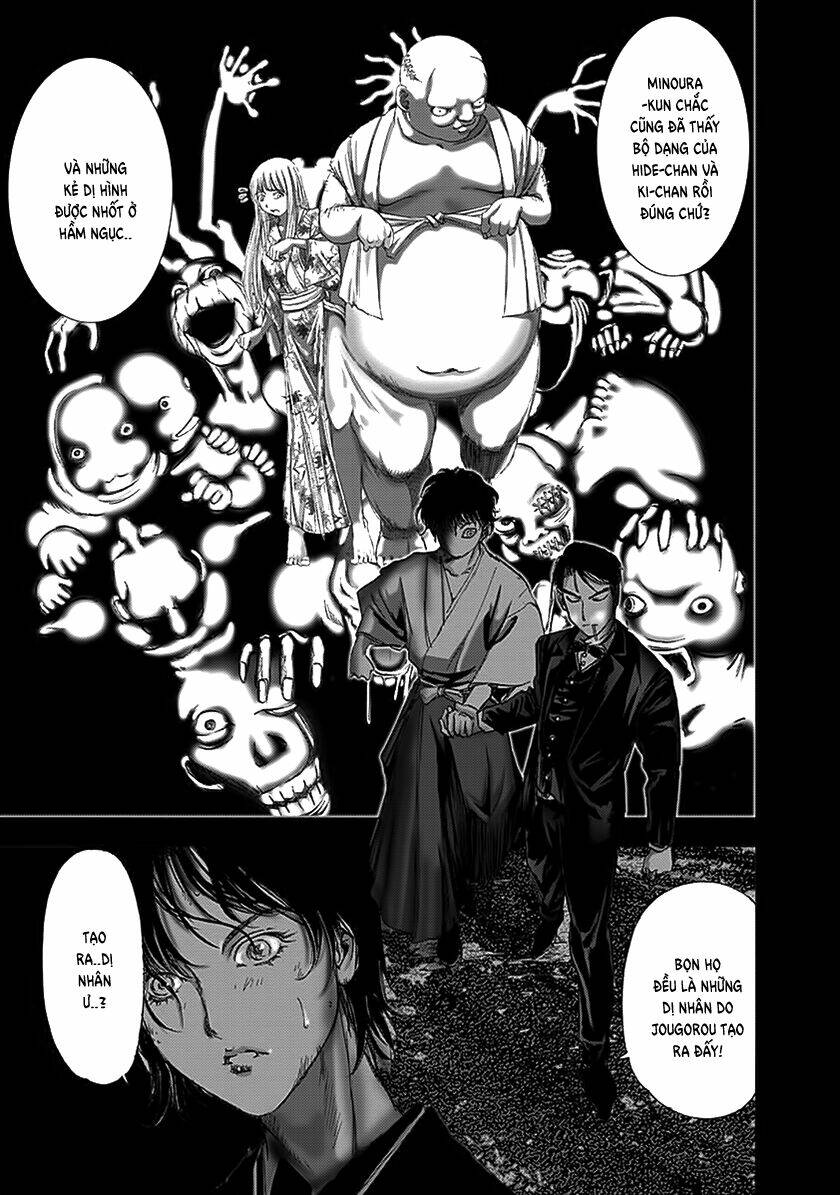 MINOURA
-KUN CHẮC
CŨNG ĐÃ THẤY
BỘ DẠNG CỦA
HIDE-CHAN VÀ
KI-CHAN RỒI
ĐÚNG CHỨ?
VÀ NHỮNG
KẺ DỊ HÌNH
ĐƯỢC NHỐT Ở
HẦM NGỤC..
BỌN HỌ
ĐỀU LÀ NHỮNG
DỊ NHÂN DO
JOUGOROU TẠO
RA ĐẤY!
TẠO
RA..DỊ
NHÂN
Ư..?